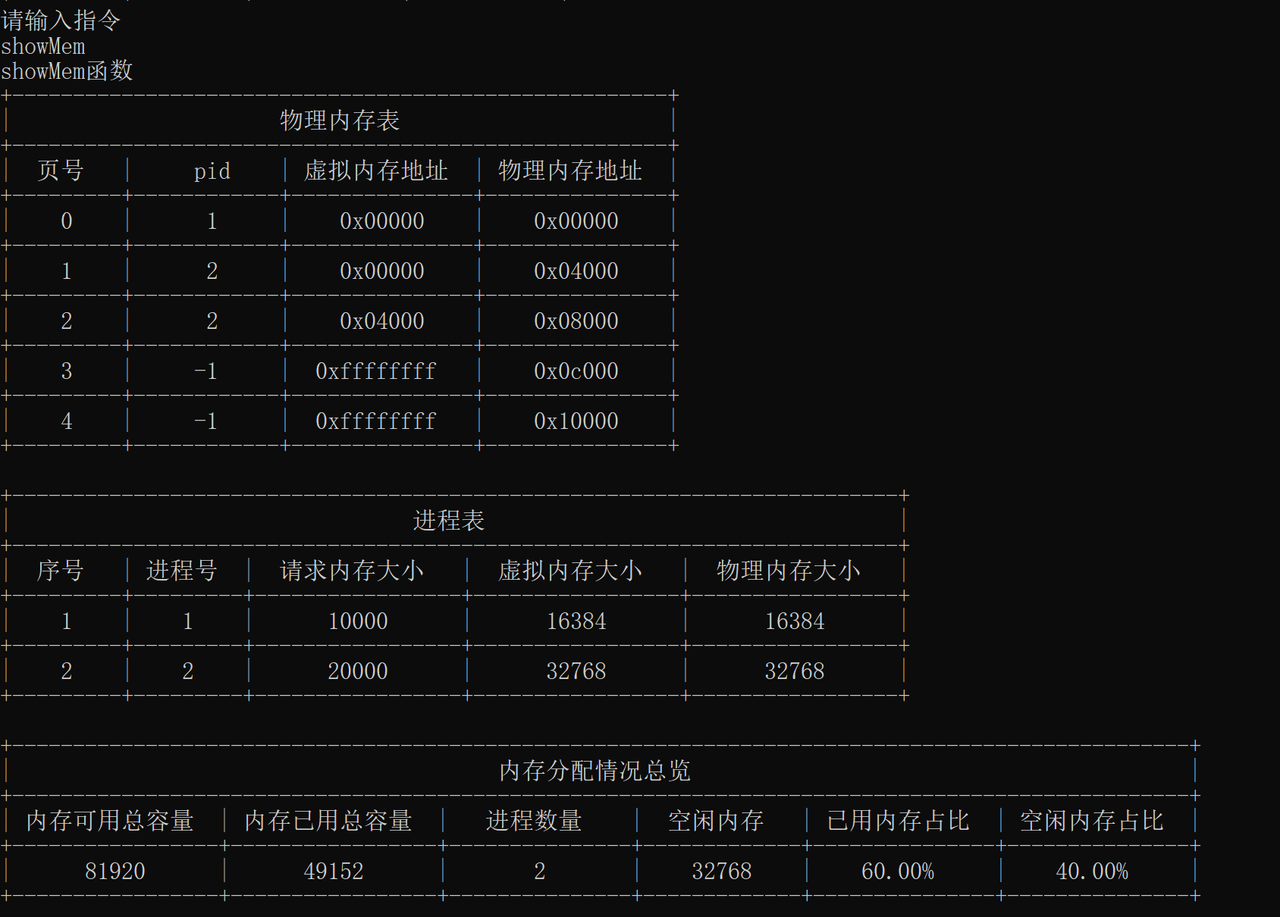 请输入指令
showMem
showMem函数
物理内存表
页号 pid 虚拟内存地址 物理内存地址
0 1 0x00000 0x00000
1 2 0x00000 0x04000
2 2 0x04000 0x08000
3 -1 0xffffffff 0x0c000
4 -1 0xffffffff 0x10000
进程表
序号 进程号 请求内存大小 虚拟内存大小 物理内存大小
1 1 10000 16384 16384
2 2 20000 32768 32768
内存分配情况总览
内存可用总容量 内存已用总容量 进程数量 空闲内存 已用内存占比 空闲内存占比
81920 49152 2 32768 60.00% 40.00%